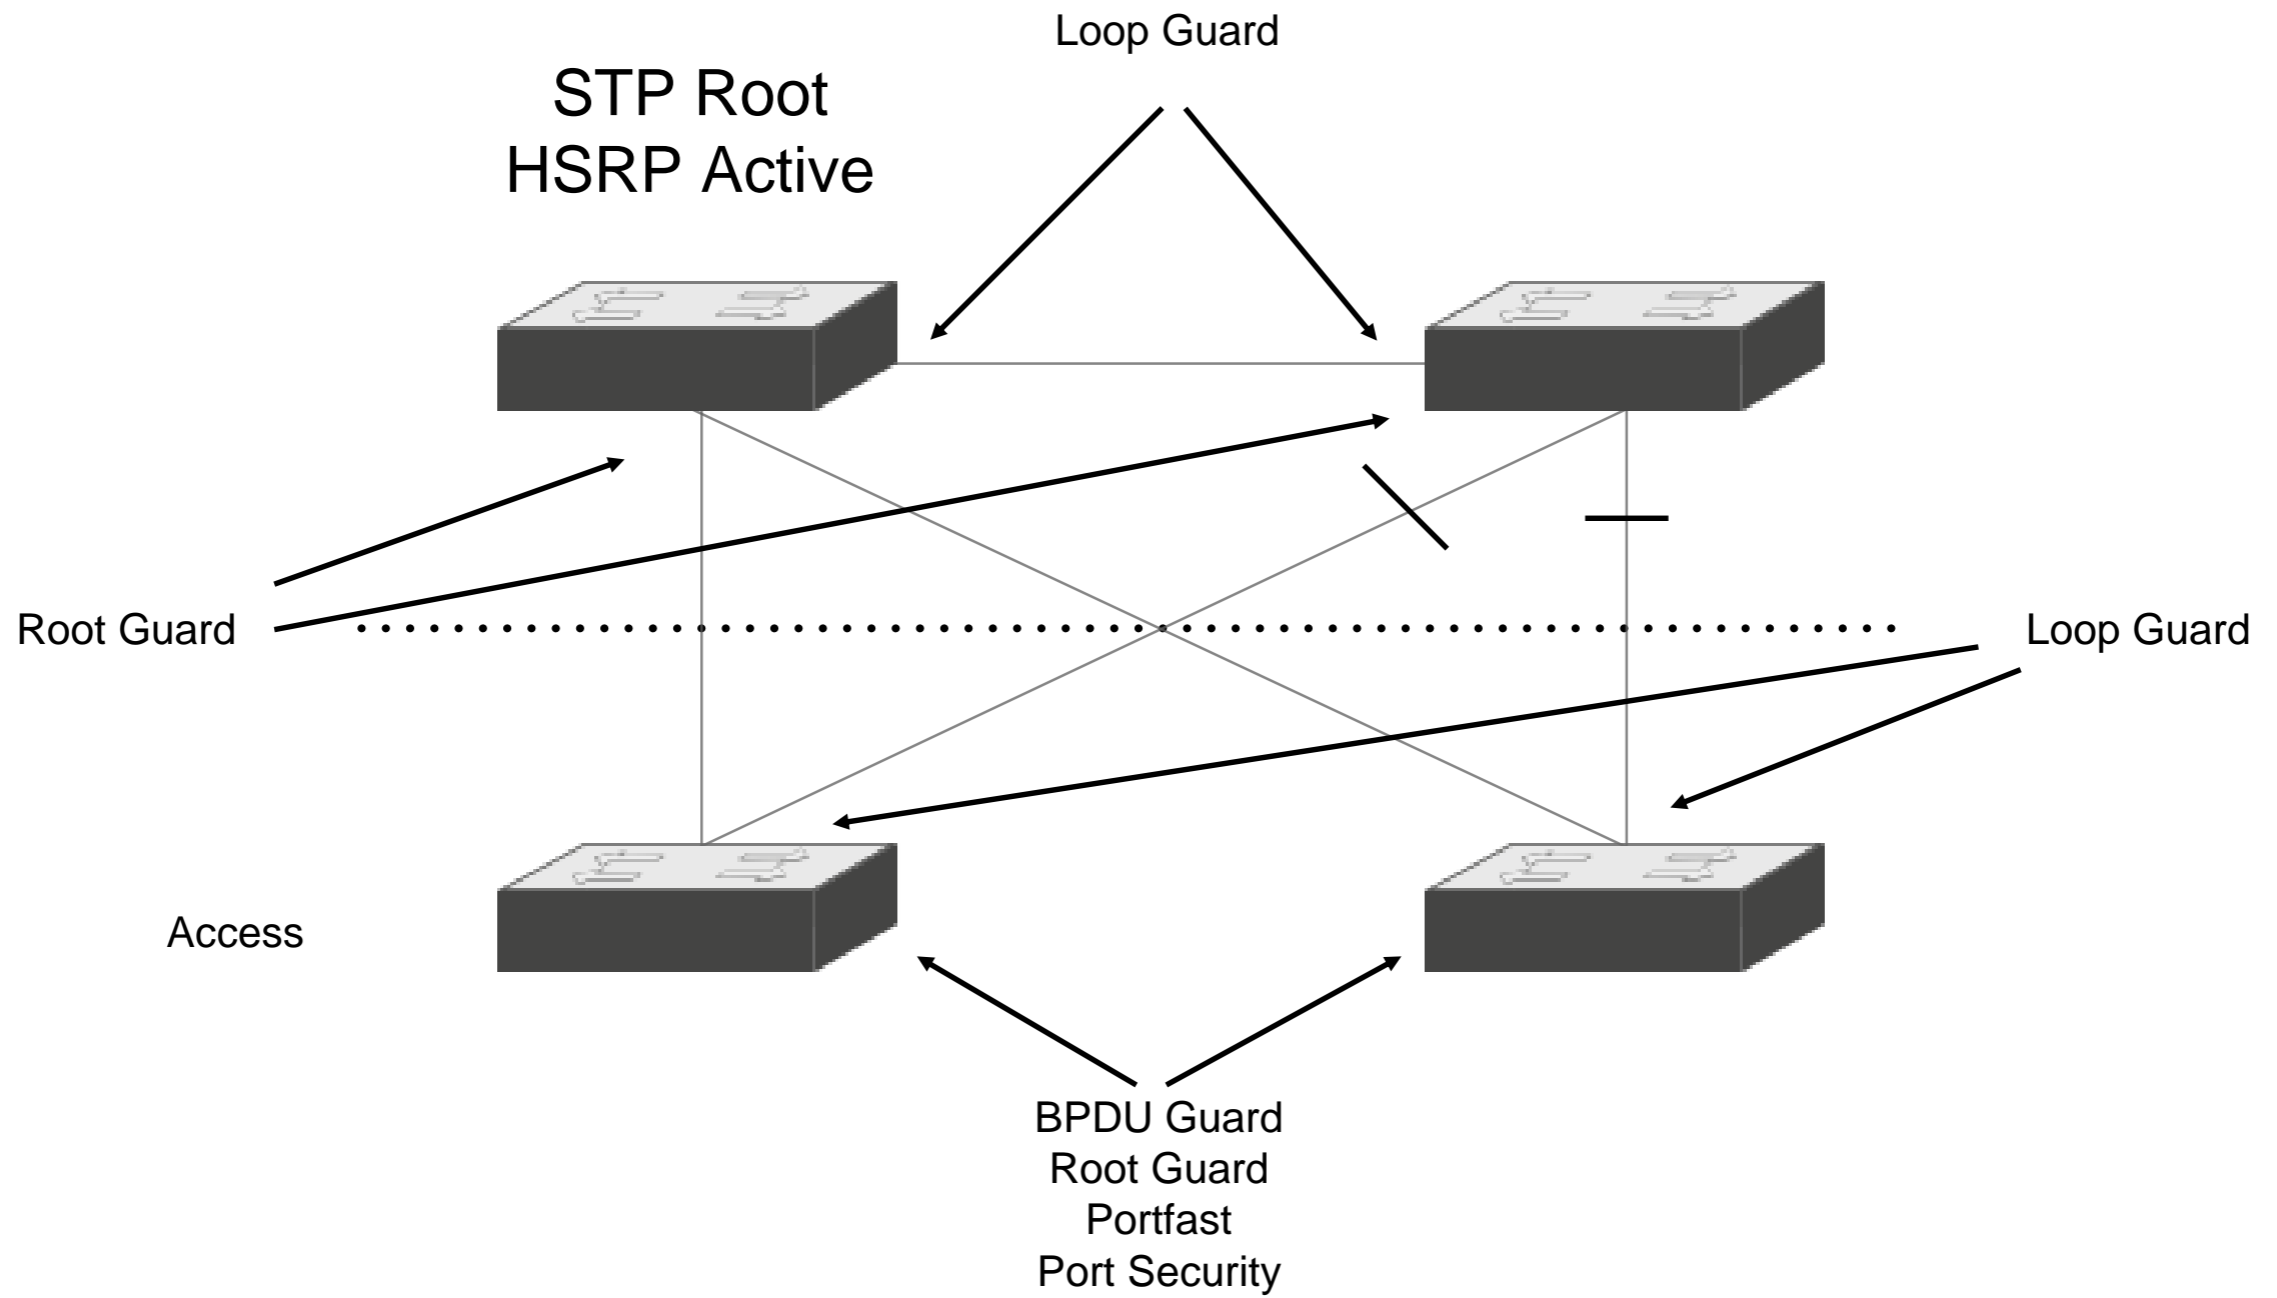 Loop Guard
STP Root
HSRP Active
Root Guard
Loop Guard
Access
BPDU Guard
Root Guard
Portfast
Port Security